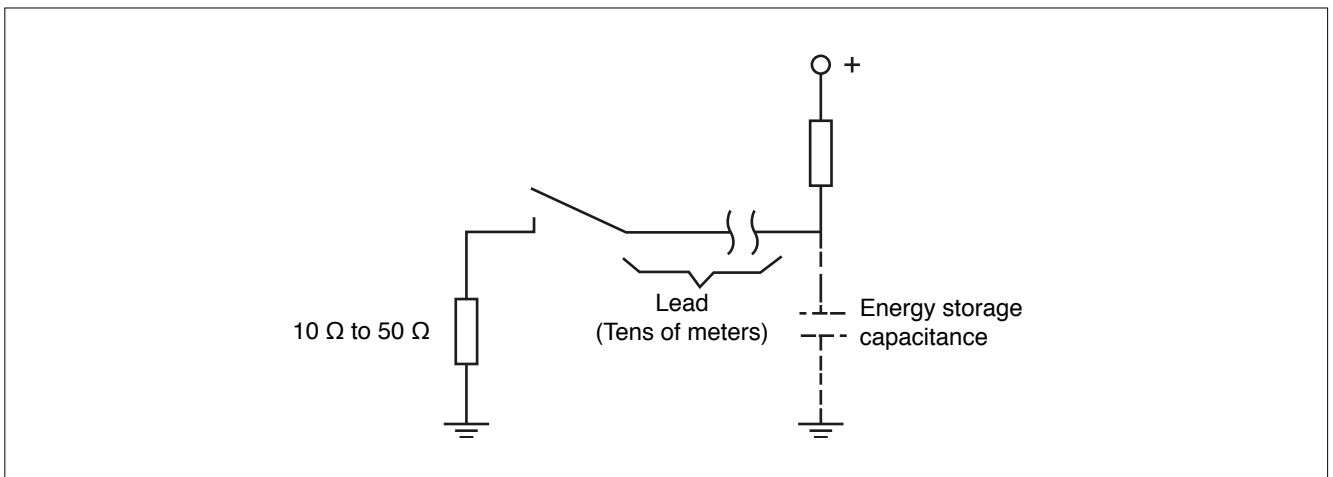 +
Energy storage
capacitance
Lead
(Tens of meters)
10 Ω to 50 Ω